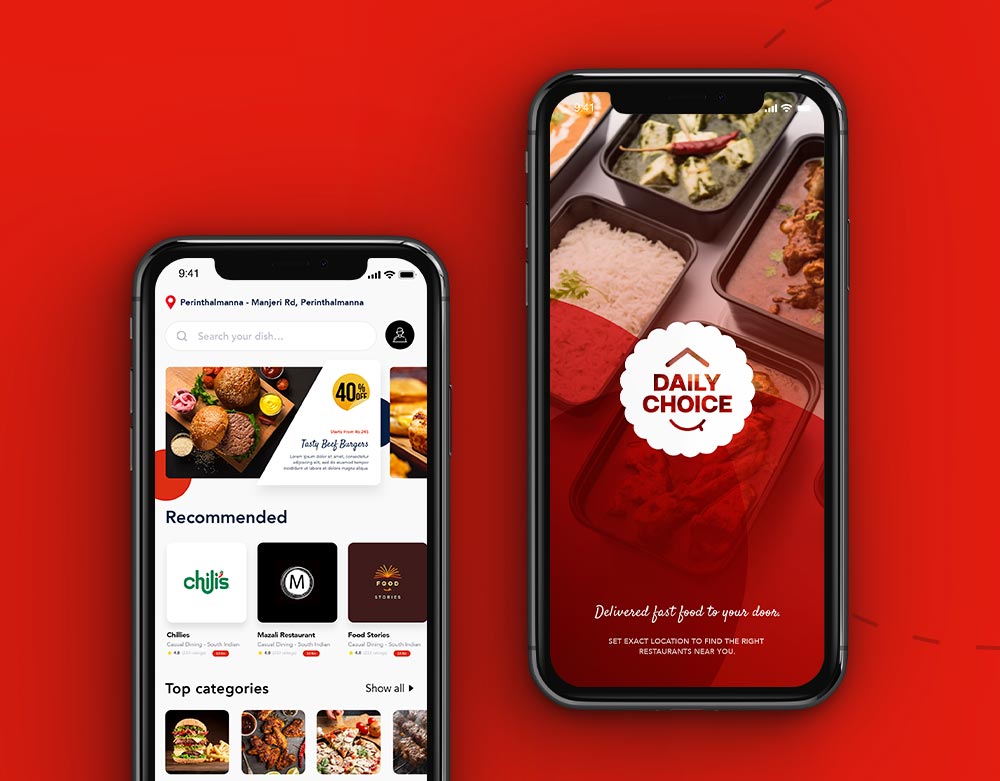 9:41
Perinthalmanna - Manjeri Rd, Perinthalmanna
Search your dish...
40% OFF
Starts From Rs 245
Tasty Beef Burgers
Lorem ipsum dolor sit amet, consectetur
adipiscing elit, sed do eiusmod tempor
incididunt ut labore et dolore magna aliqua
Recommended
chili's
M
FOOD
STORIES
Chillies
Mazali Restaurant
Food Stories
Casual Dining - South Indian
Casual Dining - South Indian
Casual Dining - South Indian
4.8
4.8
4.8
Top categories
Show all
9:41
DAILY
CHOICE
Delivered fast food to your door.
SET EXACT LOCATION TO FIND THE RIGHT
RESTAURANTS NEAR YOU.